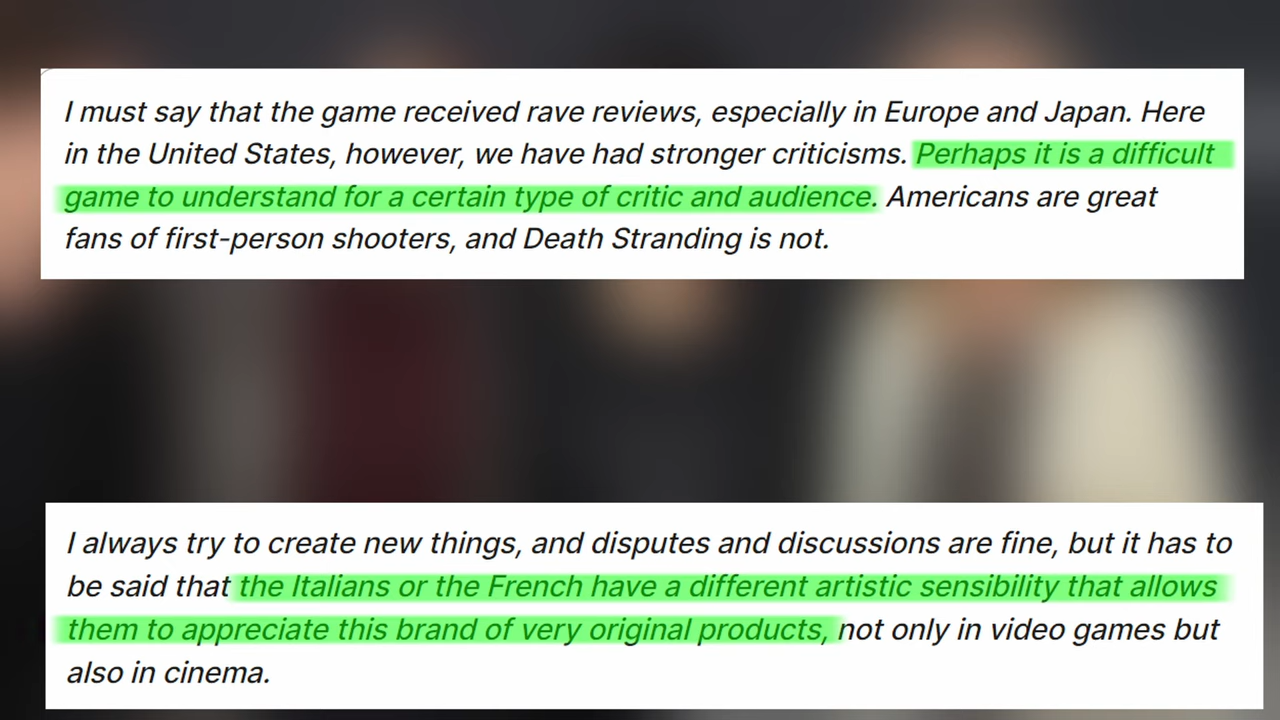 I must say that the game received rave reviews, especially in Europe and Japan. Here
in the United States, however, we have had stronger criticisms. Perhaps it is a difficult
game to understand for a certain type of critic and audience. Americans are great
fans of first-person shooters, and Death Stranding is not.
I always try to create new things, and disputes and discussions are fine, but it has to
be said that the Italians or the French have a different artistic sensibility that allows
them to appreciate this brand of very original products, not only in video games but
also in cinema.